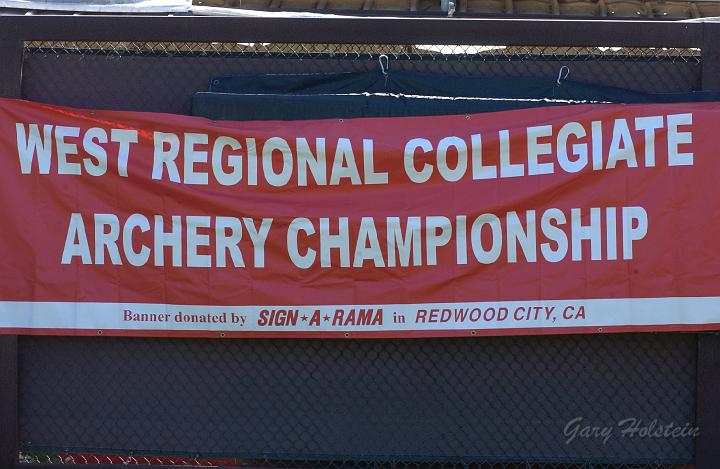 WEST REGIONAL COLLEGIATE
ARCHERY CHAMPIONSHIP
Banner donated by SIGN★A★RAMA in REDWOOD CITY, CA
Gary Holstein